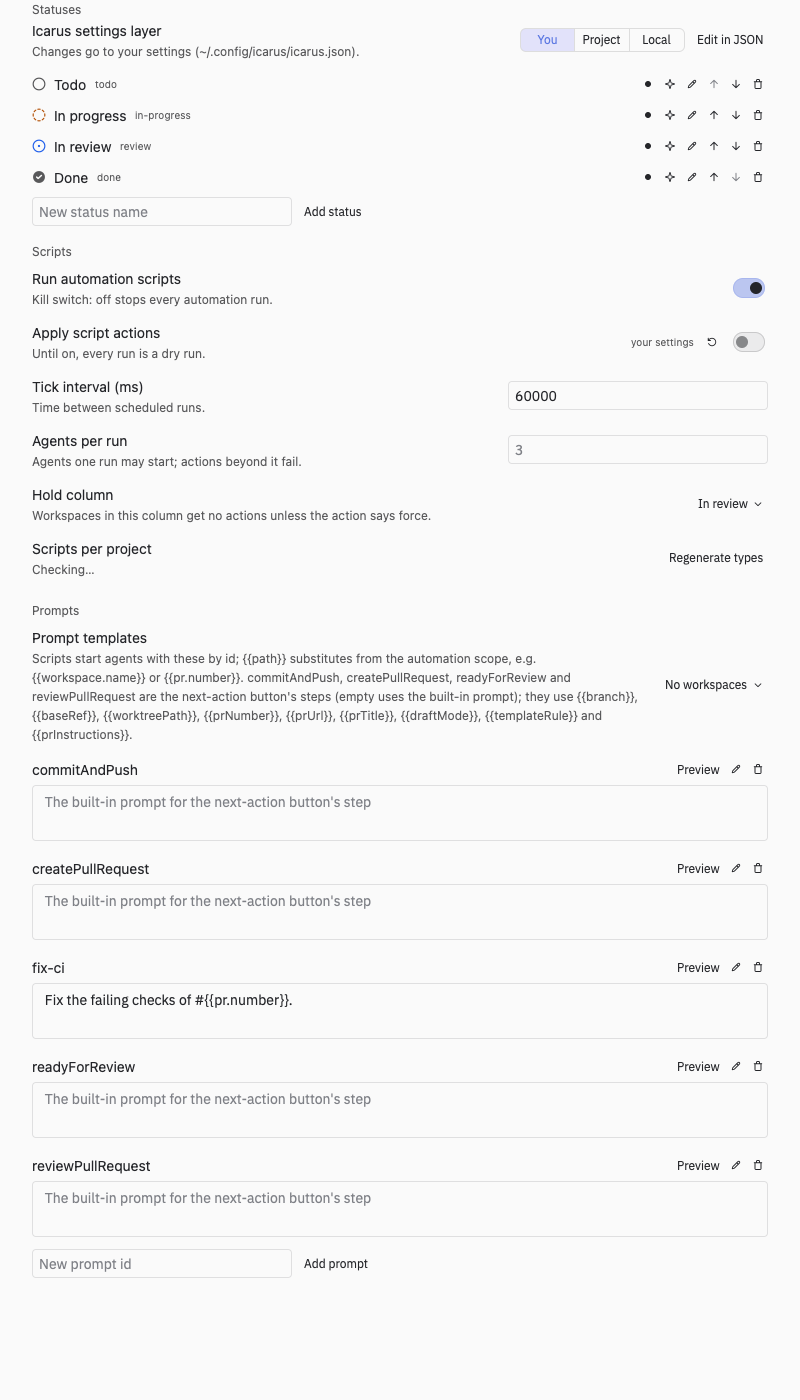 Statuses
Icarus settings layer
Changes go to your settings (~/.config/icarus/icarus.json).
You Project Local Edit in JSON
Todo todo
In progress in-progress
In review review
Done done
New status name Add status
Scripts
Run automation scripts
Kill switch: off stops every automation run.
Apply script actions
Until on, every run is a dry run.
your settings
Tick interval (ms)
Time between scheduled runs.
60000
Agents per run
Agents one run may start; actions beyond it fail.
3
Hold column
Workspaces in this column get no actions unless the action says force.
In review
Scripts per project
Checking...
Regenerate types
Prompts
Prompt templates
Scripts start agents with these by id; {{path}} substitutes from the automation scope, e.g.
{{workspace.name}} or {{pr.number}}. commitAndPush, createPullRequest, readyForReview and
reviewPullRequest are the next-action button's steps (empty uses the built-in prompt); they use {{branch}},
{{baseRef}}, {{worktreePath}}, {{prNumber}}, {{prUrl}}, {{prTitle}}, {{draftMode}}, {{templateRule}} and
{{prInstructions}}.
No workspaces
commitAndPush Preview
The built-in prompt for the next-action button's step
createPullRequest Preview
The built-in prompt for the next-action button's step
fix-ci Preview
Fix the failing checks of #{{pr.number}}.
readyForReview Preview
The built-in prompt for the next-action button's step
reviewPullRequest Preview
The built-in prompt for the next-action button's step
New prompt id Add prompt